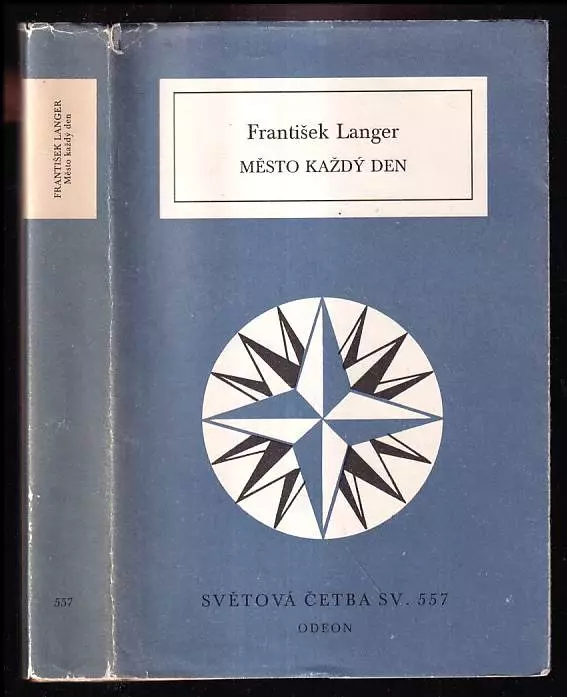 FRANTIŠEK LANGER
Město každý den
557
František Langer
MĚSTO KAŽDÝ DEN
SVĚTOVÁ ČETBA SV. 557
ODEON